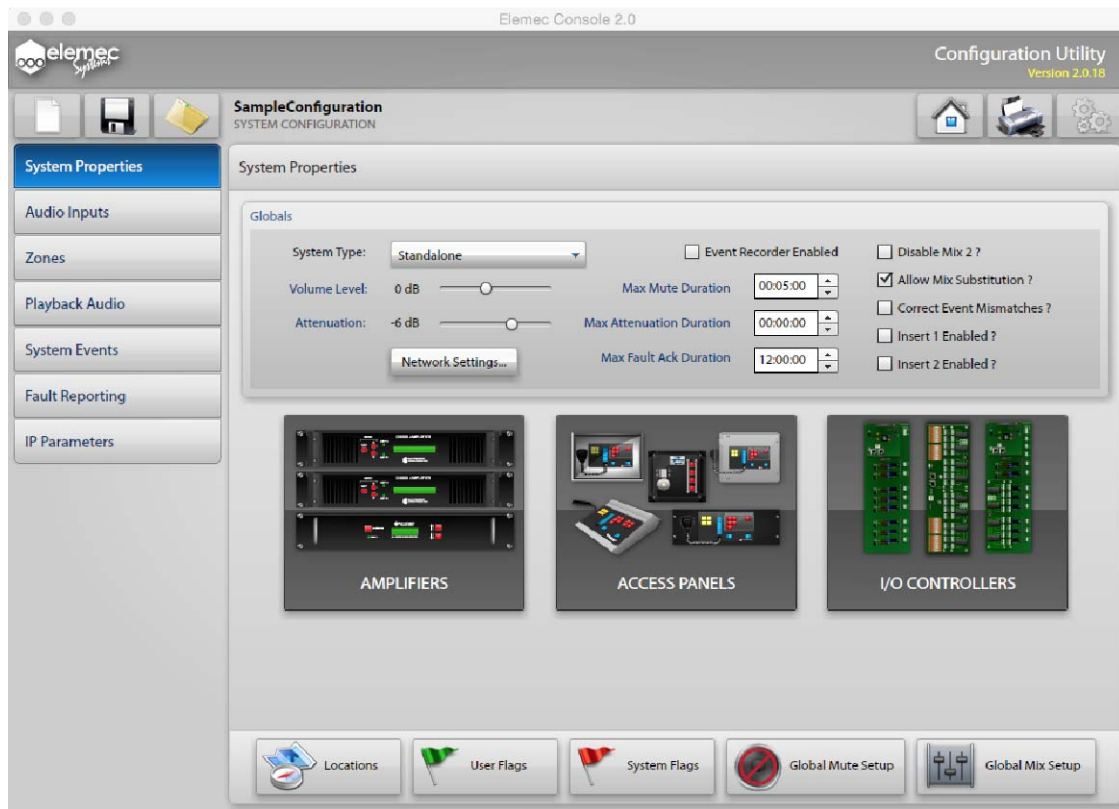 Elemec Console 2.0
elemec
Systems
Configuration Utility
Version 2.0.18
SampleConfiguration
SYSTEM CONFIGURATION
System Properties
Audio Inputs
Zones
Playback Audio
System Events
Fault Reporting
IP Parameters
System Properties
Globals
System Type: Standalone
Volume Level: 0 dB
Attenuation: -6 dB
Network Settings...
Event Recorder Enabled
Max Mute Duration 00:05:00
Max Attenuation Duration 00:00:00
Max Fault Ack Duration 12:00:00
Disable Mix 2 ?
Allow Mix Substitution ?
Correct Event Mismatches ?
Insert 1 Enabled ?
Insert 2 Enabled ?
AMPLIFIERS
ACCESS PANELS
I/O CONTROLLERS
Locations
User Flags
System Flags
Global Mute Setup
Global Mix Setup